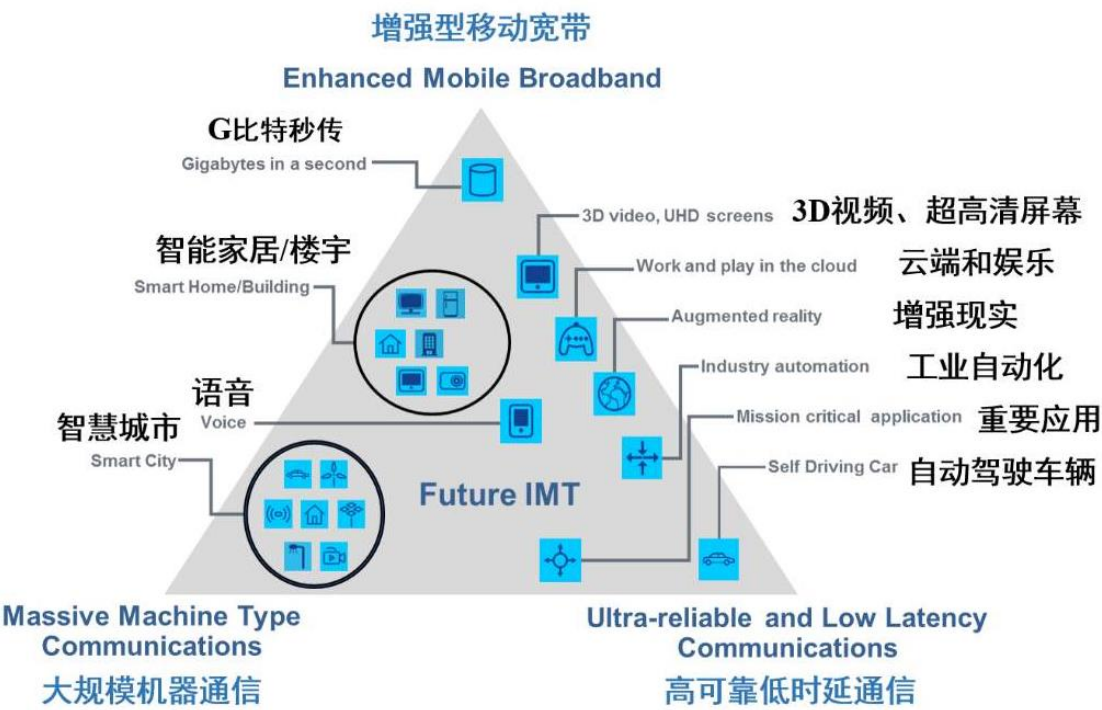 增强型移动宽带
Enhanced Mobile Broadband
G比特秒传
Gigabytes in a second
3D video, UHD screens 3D视频、超高清屏幕
智能家居/楼宇
Smart Home/Building
Work and play in the cloud 云端和娱乐
Augmented reality 增强现实
Industry automation 工业自动化
语音
Voice
Mission critical application 重要应用
智慧城市
Smart City
Self Driving Car 自动驾驶车辆
Future IMT
Massive Machine Type
Communications
大规模机器通信
Ultra-reliable and Low Latency
Communications
高可靠低时延通信